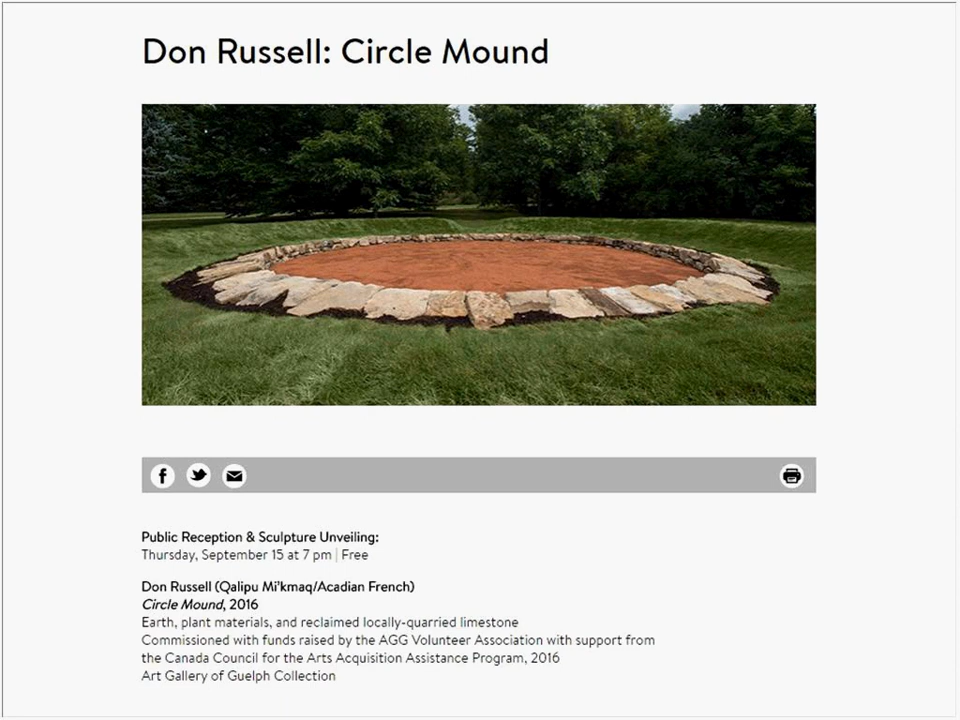 Don Russell: Circle Mound
Public Reception & Sculpture Unveiling:
Thursday, September 15 at 7 pm | Free
Don Russell (Qalipu Mi'kmaq/Acadian French)
Circle Mound, 2016
Earth, plant materials, and reclaimed locally-quarried limestone
Commissioned with funds raised by the AGG Volunteer Association with support from
the Canada Council for the Arts Acquisition Assistance Program, 2016
Art Gallery of Guelph Collection